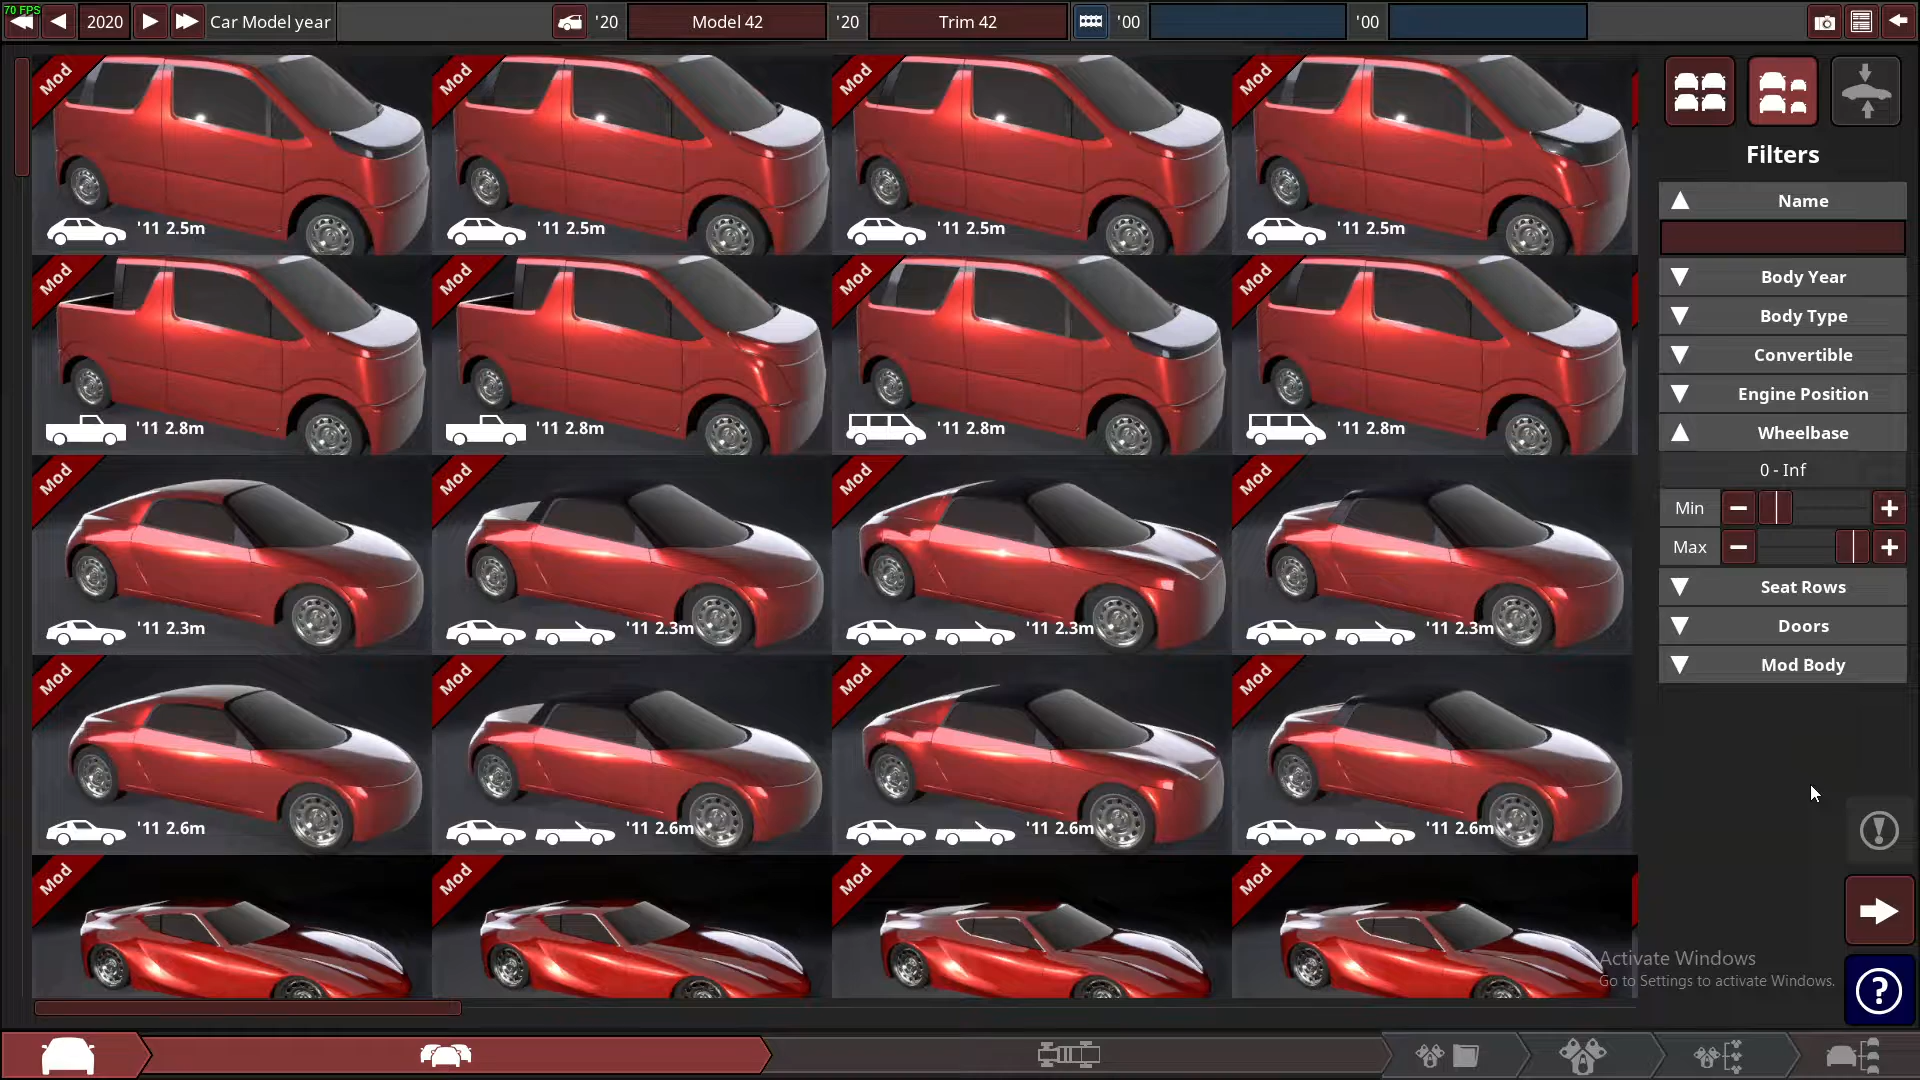 70 FPS
2020 Car Model year '20 Model 42 '20 Trim 42 '00 '00
Mod Mod Mod Mod
'11 2.5m '11 2.5m '11 2.5m '11 2.5m
Mod Mod Mod Mod
'11 2.8m '11 2.8m '11 2.8m '11 2.8m
Mod Mod Mod Mod
'11 2.3m '11 2.3m '11 2.3m '11 2.3m
Mod Mod Mod Mod
'11 2.6m '11 2.6m '11 2.6m '11 2.6m
Mod Mod Mod Mod
Filters
Name
Body Year
Body Type
Convertible
Engine Position
Wheelbase
0 - Inf
Min
Max
Seat Rows
Doors
Mod Body
Activate Windows
Go to Settings to activate Windows.